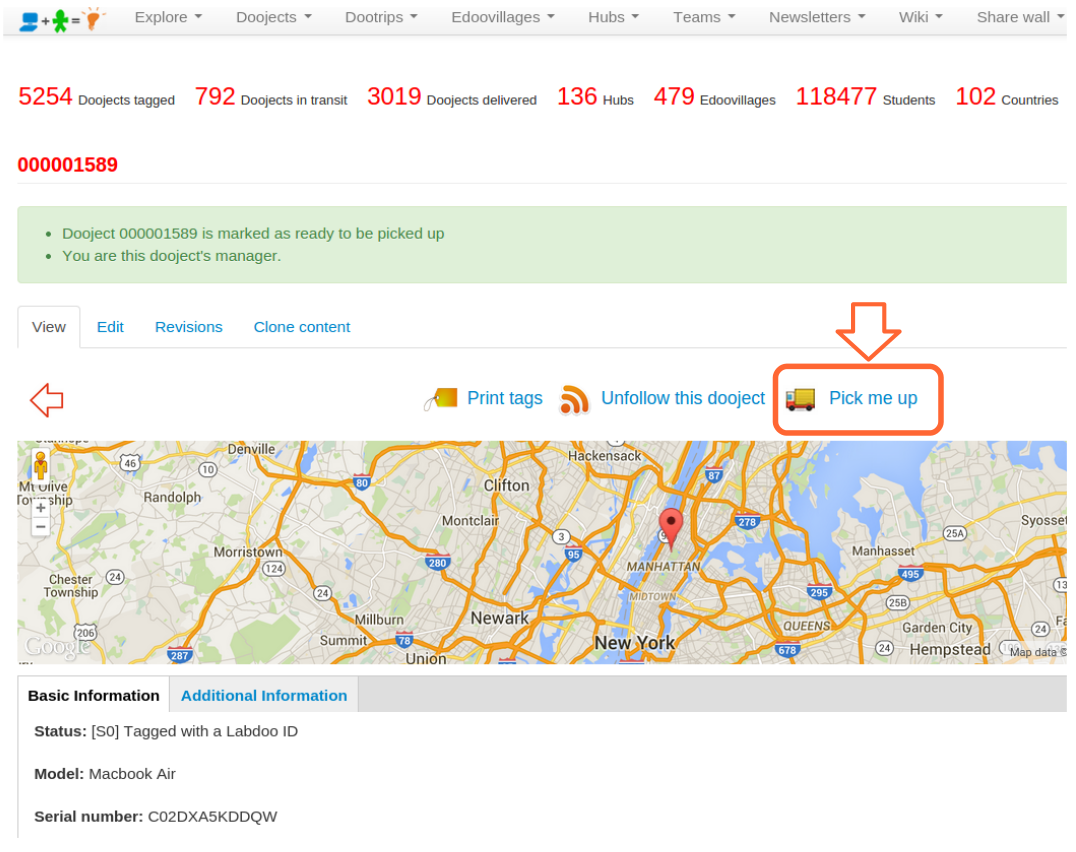 Explore Doojects Dootrips Edoovillages Hubs Teams Newsletters Wiki Share wall
5254 Doojects tagged 792 Doojects in transit 3019 Doojects delivered 136 Hubs 479 Edoovillages 118477 Students 102 Countries
000001589
Dooject 000001589 is marked as ready to be picked up
You are this dooject's manager.
View Edit Revisions Clone content
Print tags Unfollow this dooject Pick me up
Denville Hackensack
46 10 80 Clifton 87
Mt Olive
Township Randolph
+ Montclair 278 Syosset
− 3 25A
Morristown 280 95 Manhasset
124 MANHATTAN 495
Chester 24
Township 24 MIDTOWN 295 25B
Millburn Newark QUEENS Garden City 24
206 Summit 78 New York
Google 287 Union 678 24 Hempstead Map data ©
Basic Information Additional Information
Status: [S0] Tagged with a Labdoo ID
Model: Macbook Air
Serial number: C02DXA5KDDQW